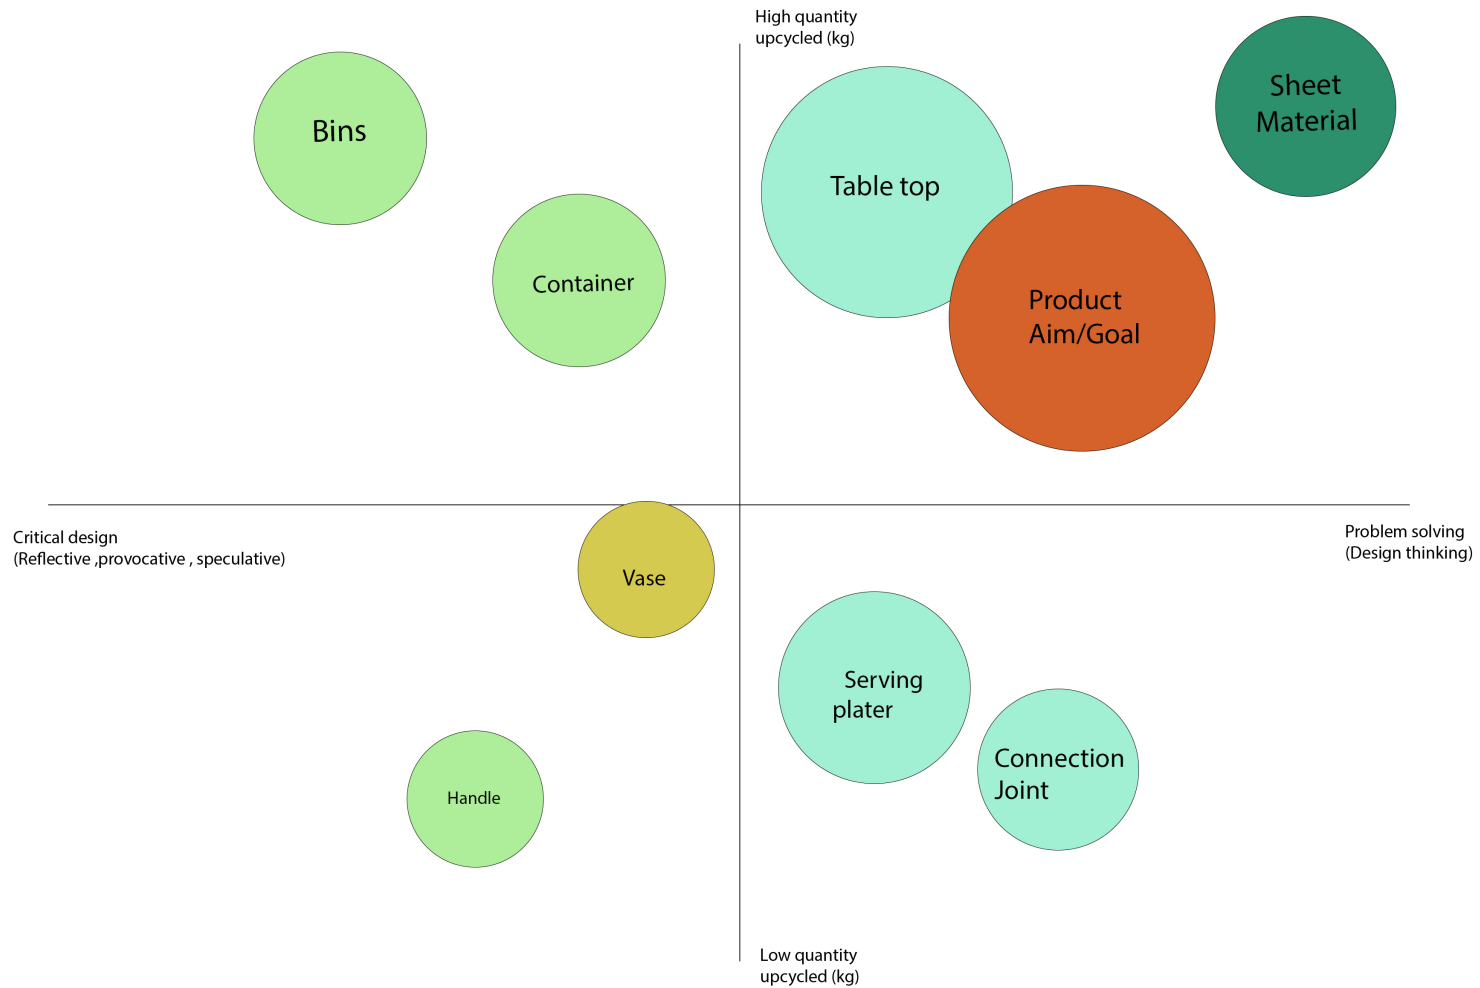 High quantity
upcycled (kg)
Sheet
Material
Bins
Table top
Container
Product
Aim/Goal
Critical design
(Reflective ,provocative , speculative)
Problem solving
(Design thinking)
Vase
Serving
plater
Connection
Joint
Handle
Low quantity
upcycled (kg)